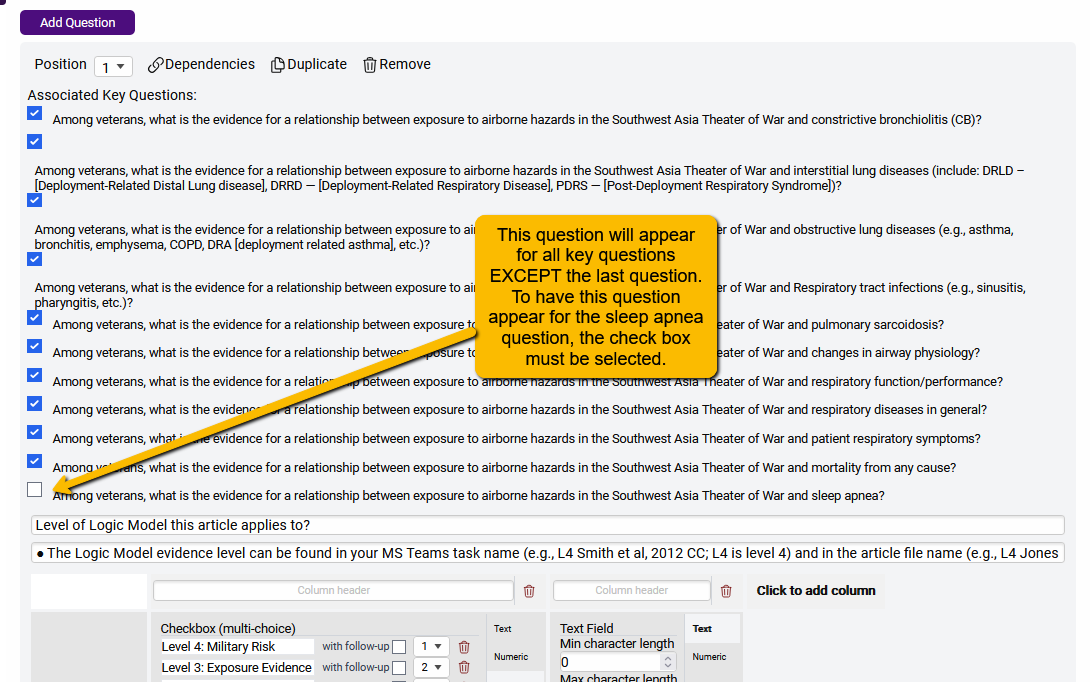 Add Question
Position 1 Dependencies Duplicate Remove
Associated Key Questions:
Among veterans, what is the evidence for a relationship between exposure to airborne hazards in the Southwest Asia Theater of War and constrictive bronchiolitis (CB)?
Among veterans, what is the evidence for a relationship between exposure to airborne hazards in the Southwest Asia Theater of War and interstitial lung diseases (include: DRLD –
[Deployment-Related Distal Lung disease], DRRD — [Deployment-Related Respiratory Disease], PDRS — [Post-Deployment Respiratory Syndrome])?
Among veterans, what is the evidence for a relationship between exposure to
er of War and obstructive lung diseases (e.g., asthma,
bronchitis, emphysema, COPD, DRA [deployment related asthma], etc.)?
Among veterans, what is the evidence for a relationship between exposure to
er of War and Respiratory tract infections (e.g., sinusitis,
pharyngitis, etc.)?
Among veterans, what is the evidence for a relationship between exposure to
eater of War and pulmonary sarcoidosis?
Among veterans, what is the evidence for a relationship between exposure to
eater of War and changes in airway physiology?
This question will appear
for all key questions
EXCEPT the last question.
To have this question
appear for the sleep apnea
question, the check box
must be selected.
Among veterans, what is the evidence for a relationship between exposure to airborne hazards in the Southwest Asia Theater of War and respiratory function/performance?
Among veterans, what is the evidence for a relationship between exposure to airborne hazards in the Southwest Asia Theater of War and respiratory diseases in general?
Among veterans, what is the evidence for a relationship between exposure to airborne hazards in the Southwest Asia Theater of War and patient respiratory symptoms?
Among veterans, what is the evidence for a relationship between exposure to airborne hazards in the Southwest Asia Theater of War and mortality from any cause?
Among veterans, what is the evidence for a relationship between exposure to airborne hazards in the Southwest Asia Theater of War and sleep apnea?
Level of Logic Model this article applies to?
● The Logic Model evidence level can be found in your MS Teams task name (e.g., L4 Smith et al, 2012 CC; L4 is level 4) and in the article file name (e.g., L4 Jones
Column header Column header Click to add column
Checkbox (multi-choice) Text Text Field Text
Min character length
Level 4: Military Risk with follow-up 1
Numeric 0 Numeric
Level 3: Exposure Evidence with follow-up 2
Max character length